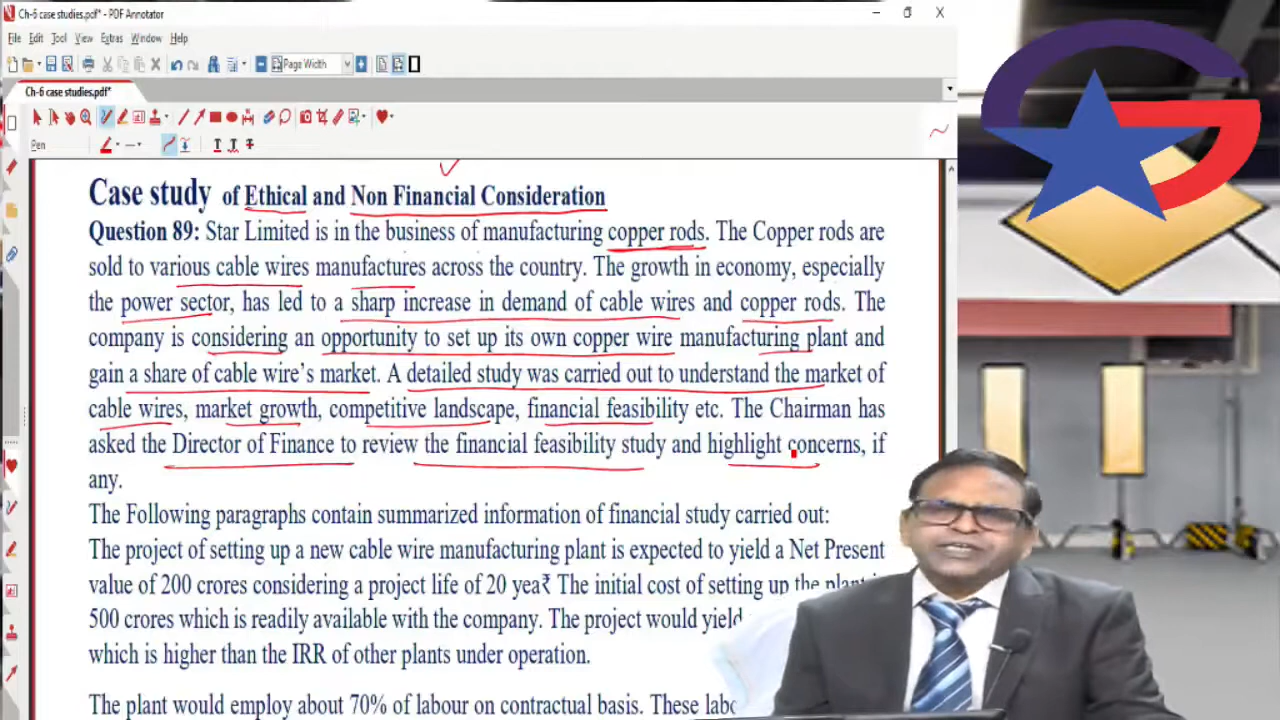 Ch-6 case studies.pdf* - PDF Annotator
File Edit Tool View Extras Window Help
Page Width
Ch-6 case studies.pdf*
Pen
Case study of Ethical and Non Financial Consideration
Question 89: Star Limited is in the business of manufacturing copper rods. The Copper rods are
sold to various cable wires manufactures across the country. The growth in economy, especially
the power sector, has led to a sharp increase in demand of cable wires and copper rods. The
company is considering an opportunity to set up its own copper wire manufacturing plant and
gain a share of cable wire's market. A detailed study was carried out to understand the market of
cable wires, market growth, competitive landscape, financial feasibility etc. The Chairman has
asked the Director of Finance to review the financial feasibility study and highlight concerns, if
any.
The Following paragraphs contain summarized information of financial study carried out:
The project of setting up a new cable wire manufacturing plant is expected to yield a Net Present
value of 200 crores considering a project life of 20 yea₹ The initial cost of setting up the plant
500 crores which is readily available with the company. The project would yield
which is higher than the IRR of other plants under operation.
The plant would employ about 70% of labour on contractual basis. These